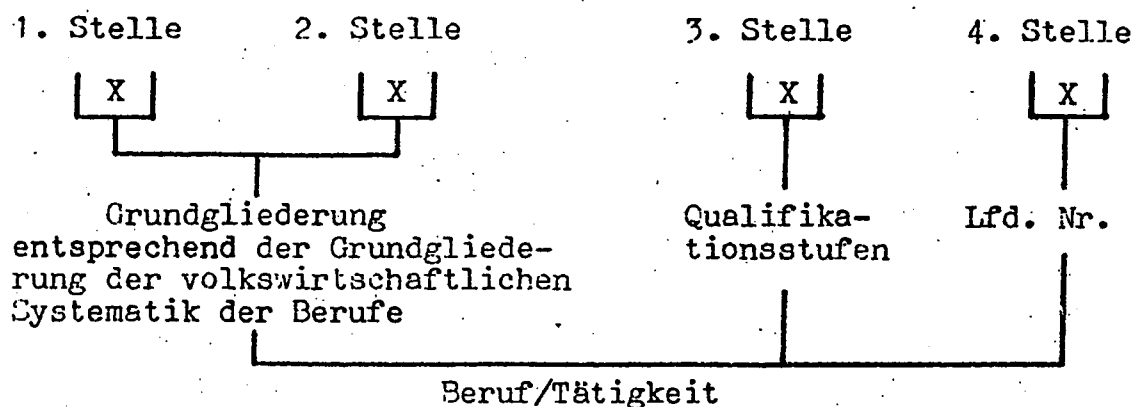 1. Stelle 2. Stelle 3. Stelle 4. Stelle
X X X X
Grundgliederung Qualifika- Lfd. Nr.
entsprechend der Grundgliede- tionsstufen
rung der volkswirtschaftlichen
Systematik der Berufe
Beruf/Tätigkeit